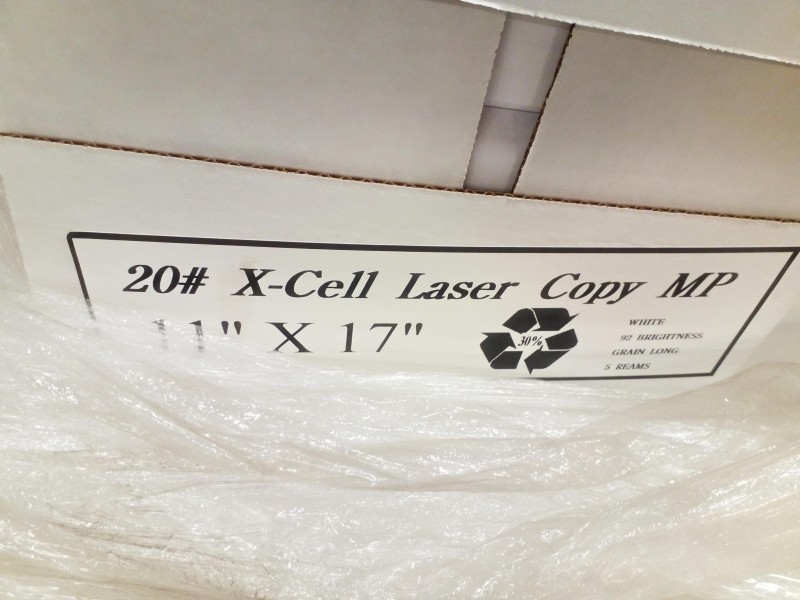 20# X-Cell Laser Copy MP
11" X 17"
30%
WHITE
92 BRIGHTNESS
GRAIN LONG
5 REAMS